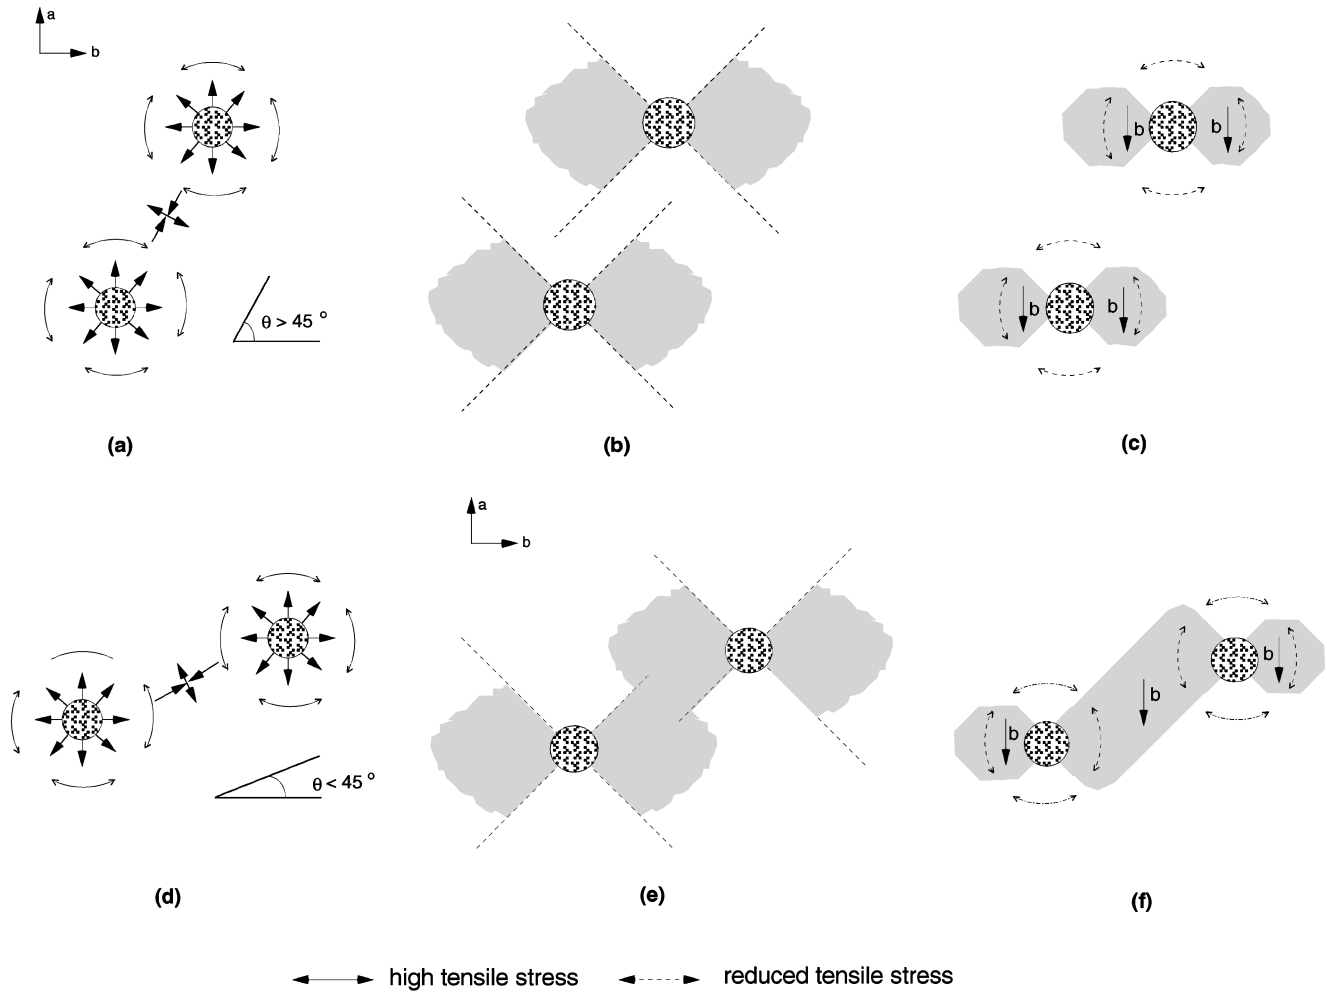 a
b
θ > 45 °
b
b
b
b
(a)
(b)
(c)
a
b
b
b
b
θ < 45 °
(d)
(e)
(f)
high tensile stress
reduced tensile stress